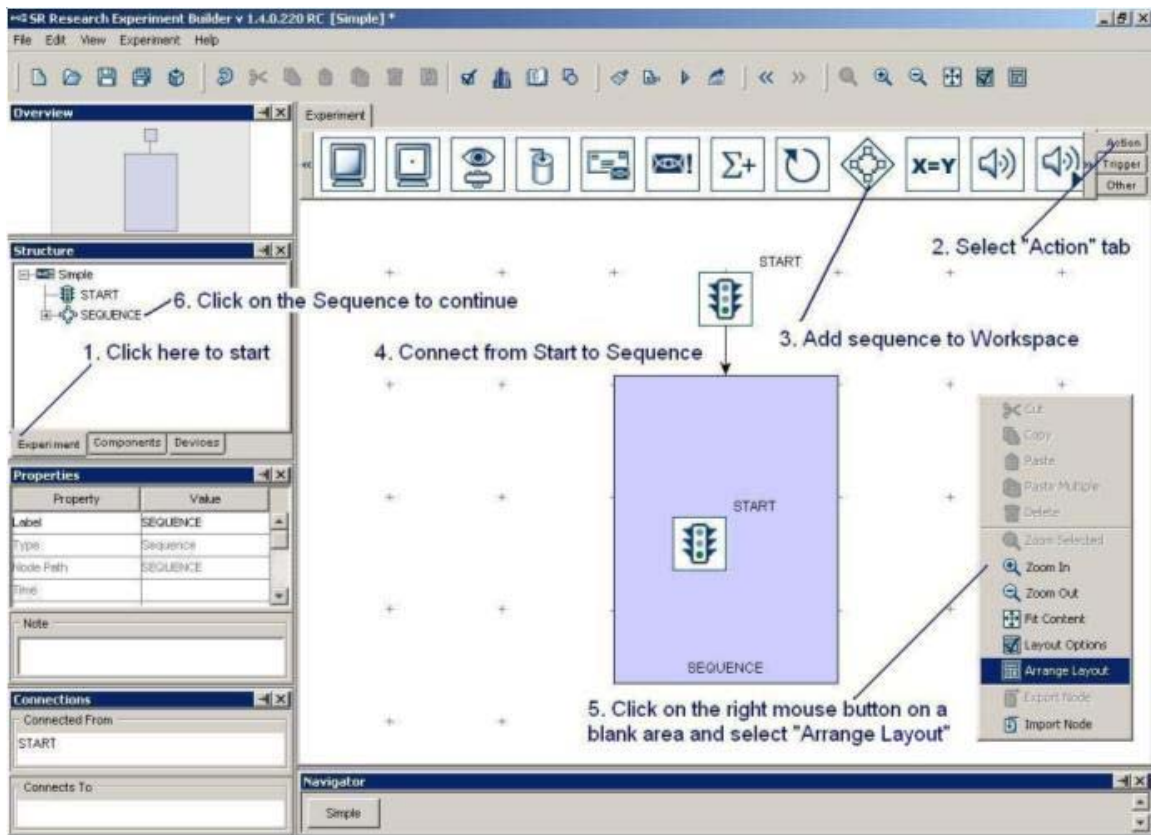 SR Research Experiment Builder v 1.4.0.220 RC [Simple] *
File Edit View Experiment Help
Overview
Experiment
X=Y
Action
Trigger
Other
2. Select "Action" tab
Structure
Simple
START
SEQUENCE
6. Click on the Sequence to continue
1. Click here to start
Experiment Components Devices
START
3. Add sequence to Workspace
4. Connect from Start to Sequence
START
SEQUENCE
Cut
Copy
Paste
Paste Multiple
Delete
Zoom Selected
Zoom In
Zoom Out
Fit Content
Layout Options
Arrange Layout
Export Node
Import Node
5. Click on the right mouse button on a
blank area and select "Arrange Layout"
Properties
Property Value
Label SEQUENCE
Type Sequence
Node Path SEQUENCE
Time
Note
Connections
Connected From
START
Connects To
Navigator
Simple